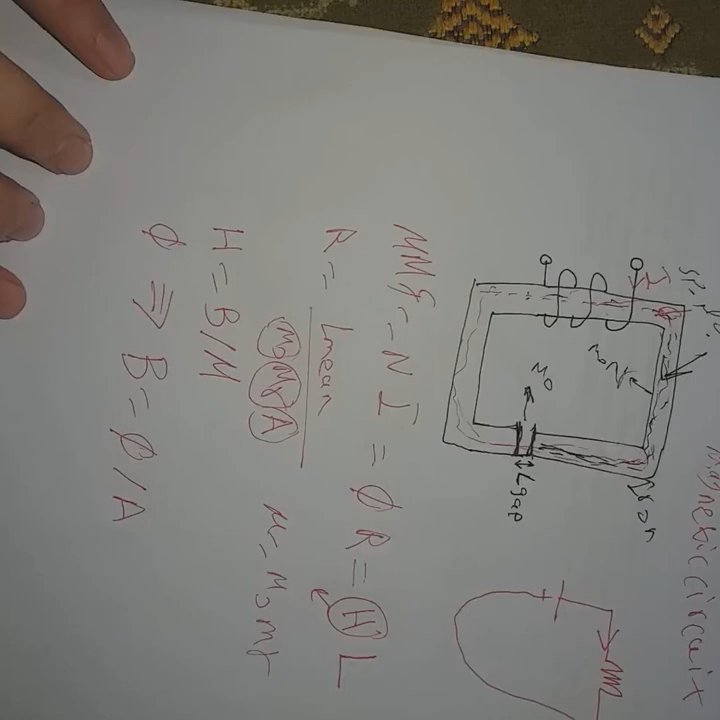 Magnetic circuit
I φ
Iron
μ0
Lgap
MMF = N I = φ R = H L
R = Lmean
μ0 μr A
μ = μ0 μr
H = B/M
φ ⇒ B = φ/A